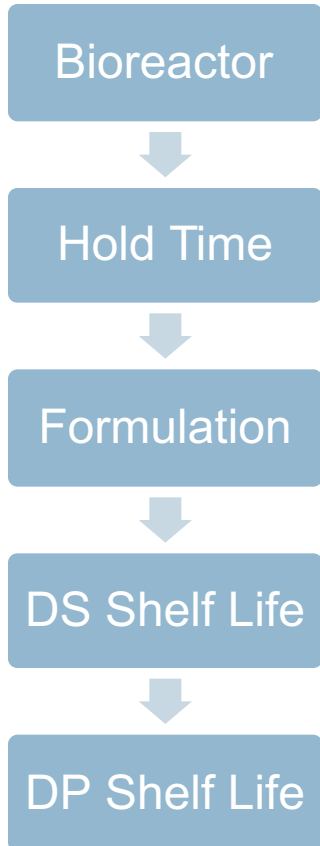 Bioreactor
Hold Time
Formulation
DS Shelf Life
DP Shelf Life